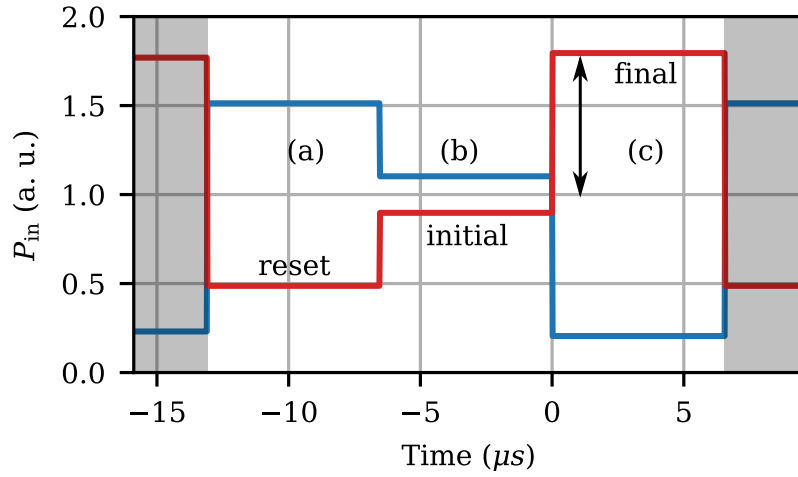 2.0
1.5
1.0
0.5
0.0
P_in (a. u.)
final
(a)
(b)
(c)
initial
reset
−15
−10
−5
0
5
Time (μs)